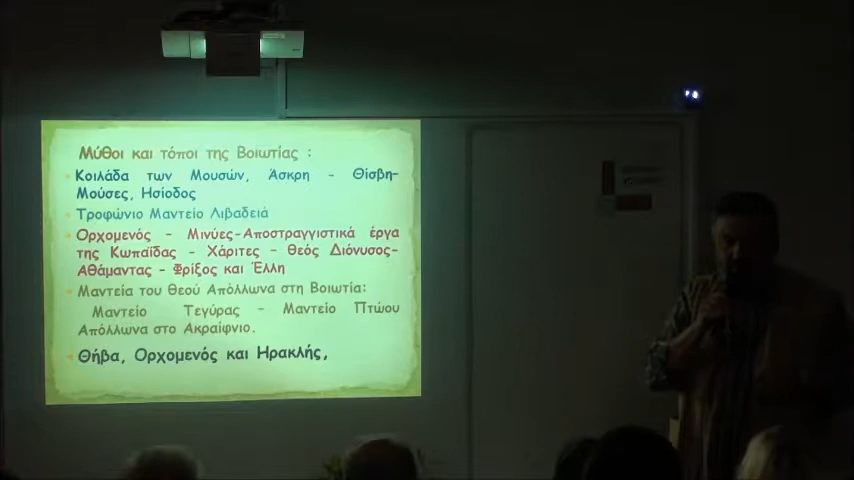 Μύθοι και τόποι της Βοιωτίας :
Κοιλάδα των Μουσών, Άσκρη - Θίσβη-
Μούσες, Ησίοδος
Τροφώνιο Μαντείο Λιβαδειά
Ορχομενός - Μινύες-Αποστραγγιστικά έργα
της Κωπαΐδας - Χάριτες - Θεός Διόνυσος-
Αθάμαντας - Φρίξος και Έλλη
Μαντεία του Θεού Απόλλωνα στη Βοιωτία:
Μαντείο Τεγύρας - Μαντείο Πτώου
Απόλλωνα στο Ακραίφνιο.
Θήβα, Ορχομενός και Ηρακλής,